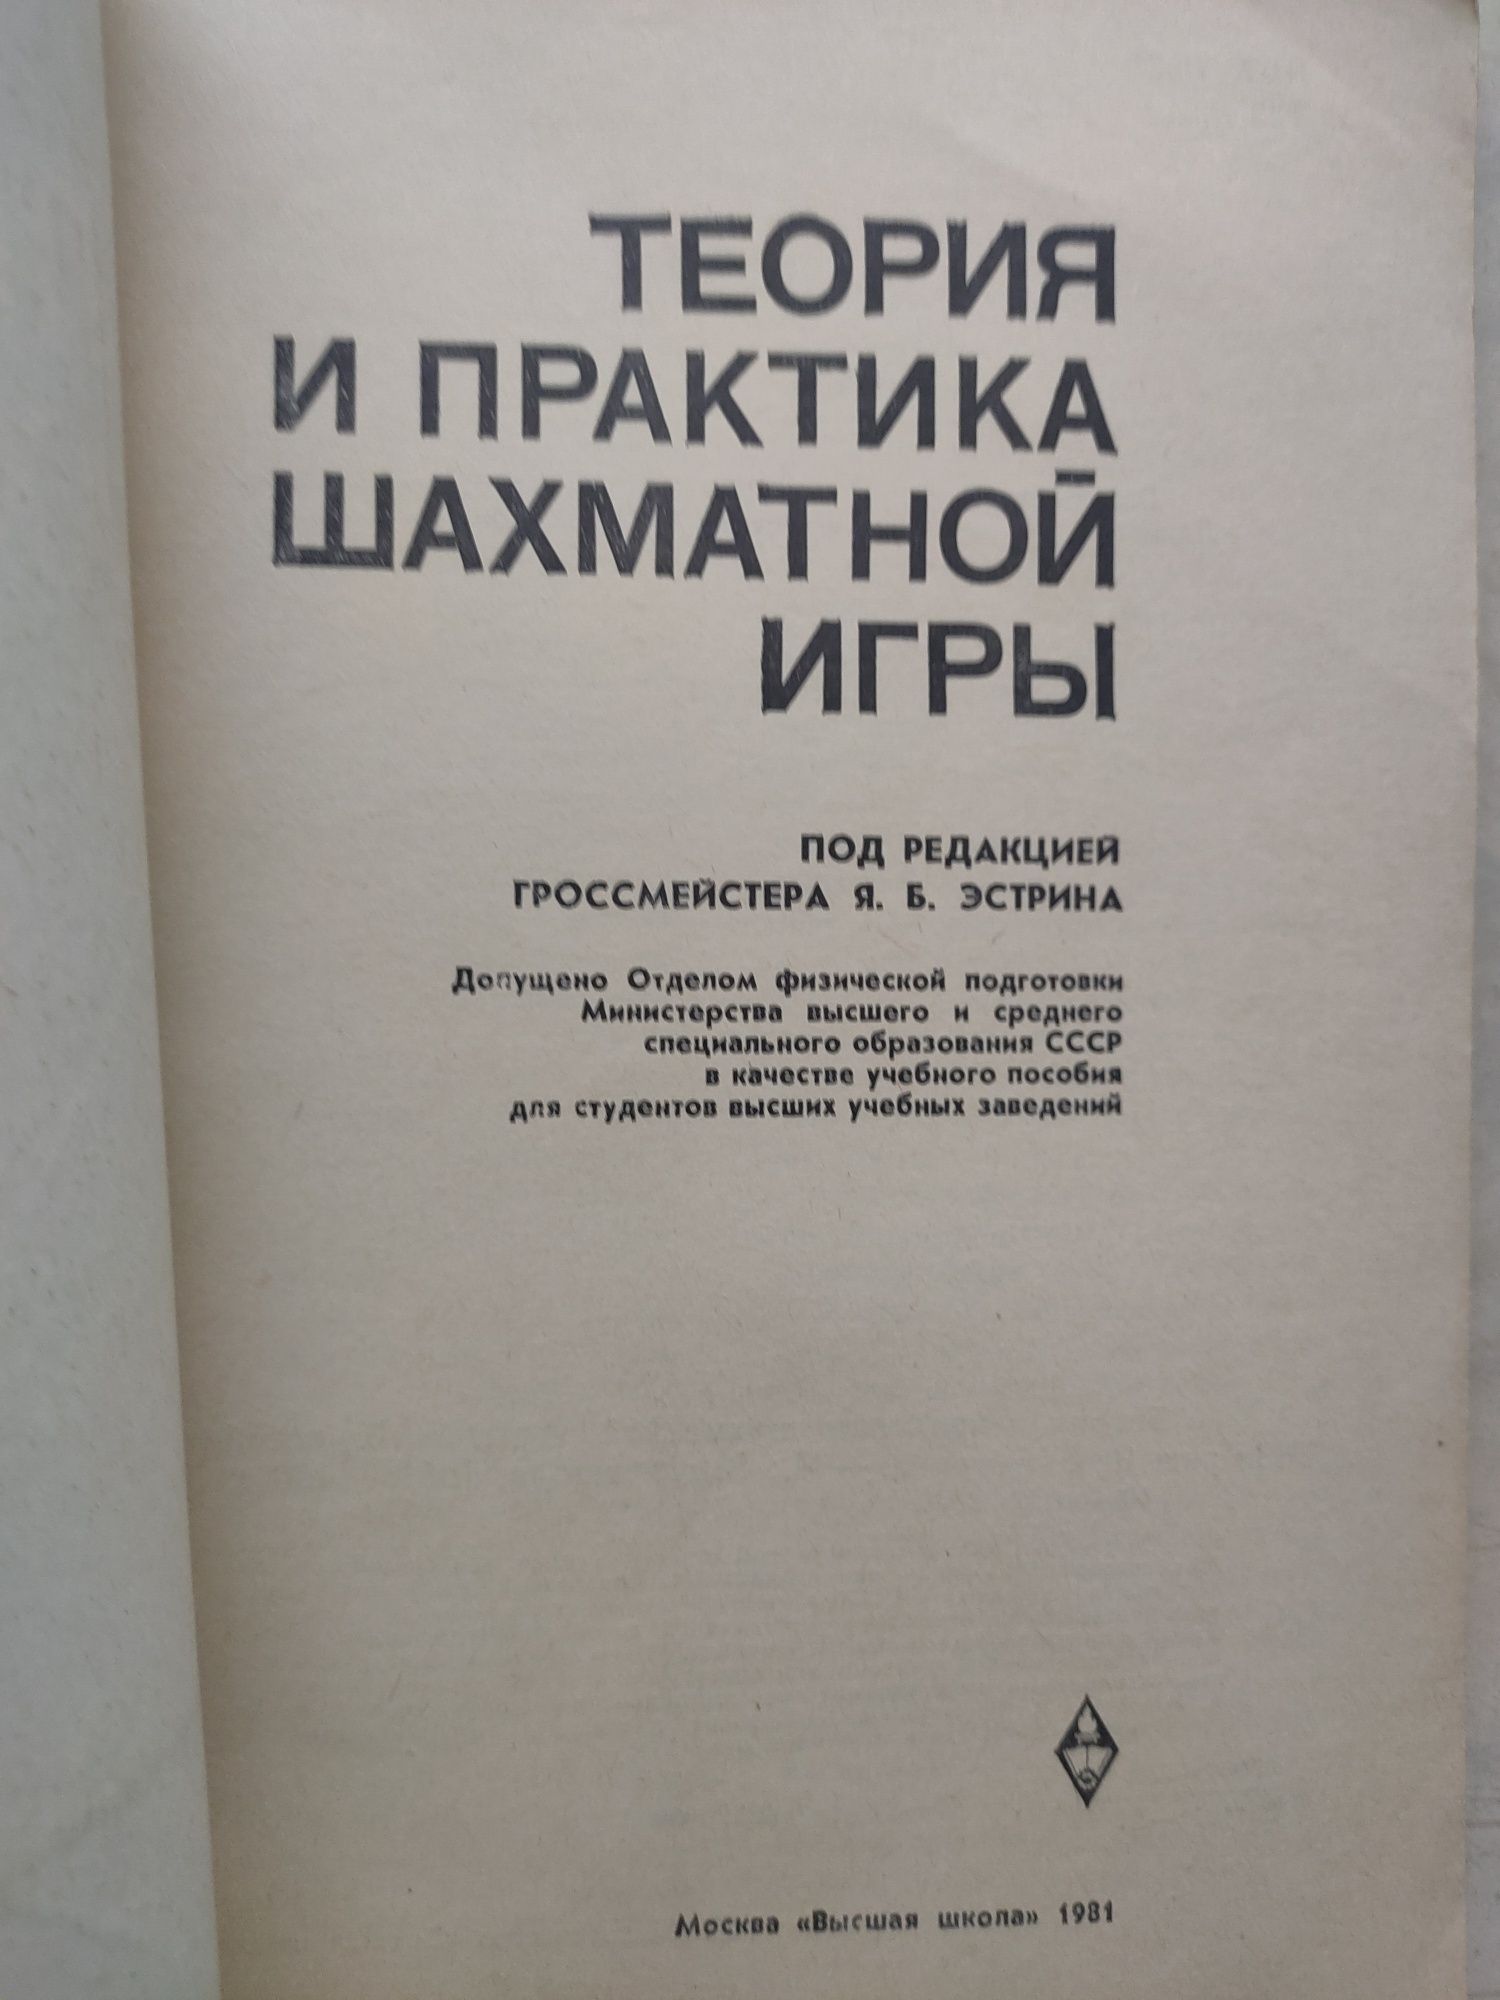 ТЕОРИЯ
И ПРАКТИКА
ШАХМАТНОЙ
ИГРЫ
ПОД РЕДАКЦИЕЙ
ГРОССМЕЙСТЕРА Я. Б. ЭСТРИНА
Допущено Отделом физической подготовки
Министерства высшего и среднего
специального образования СССР
в качестве учебного пособия
для студентов высших учебных заведений
Москва «Высшая школа» 1981